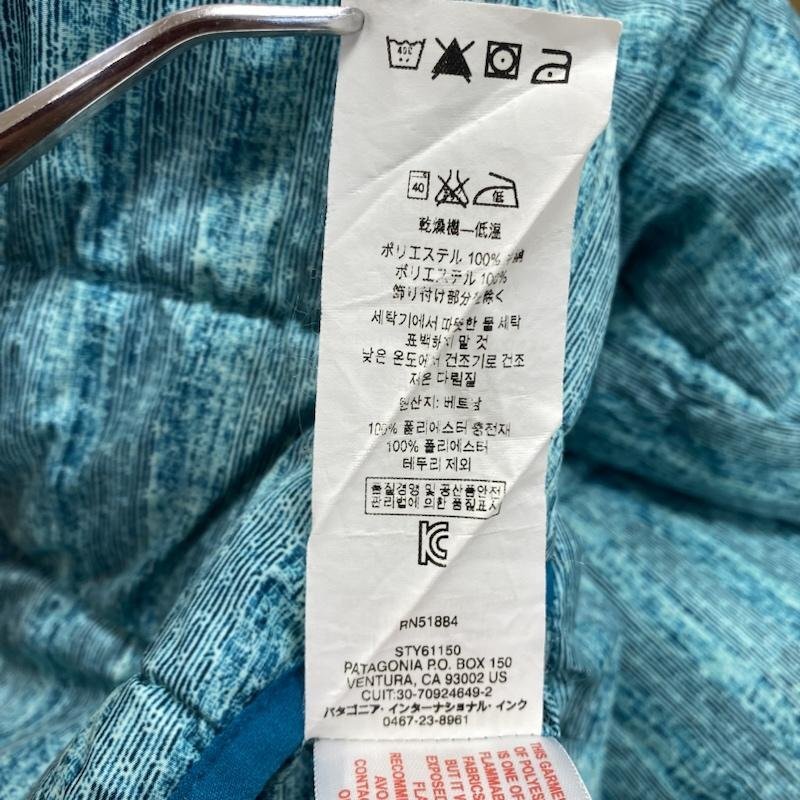 40C
40
低
乾燥機—低温
ポリエステル 100%
ポリエステル 100%
飾り付け部分を除く
세탁기에서 따뜻한 물 세탁
표백하지 말 것
낮은 온도에서 건조기로 건조
저온 다림질
원산지: 베트남
100% 폴리에스터 충전재
100% 폴리에스터
테두리 제외
품질경영 및 공산품안전
관리법에 의한 품질표지
RN51884
STY61150
PATAGONIA P.O. BOX 150
VENTURA, CA 93002 US
CUIT:30-70924649-2
パタゴニア・インターナショナル・インク
0467-23-8961
THIS GARME
OF POLYES
IS ONE OF
FLAMMAB
BUT IT V
FABRICS
EXPOSED
FLA
RECOMM
AVO
CONTAC